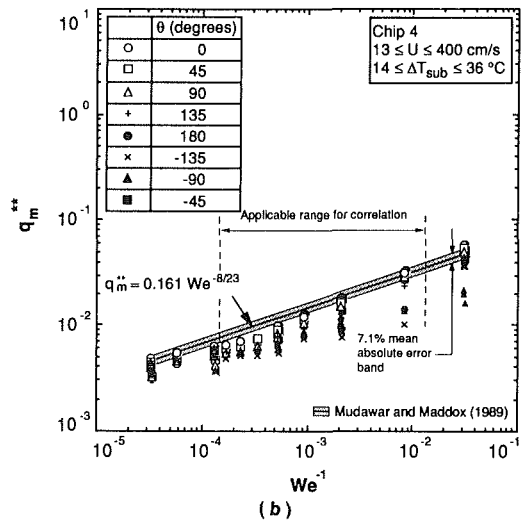 θ (degrees)
0
45
90
135
180
-135
-90
-45
Chip 4
13 ≤ U ≤ 400 cm/s
14 ≤ ΔT_sub ≤ 36 °C
10^1
10^0
10^-1
10^-2
10^-3
q_m^**
Applicable range for correlation
q_m^** = 0.161 We^-8/23
7.1% mean
absolute error
band
Mudawar and Maddox (1989)
10^-5
10^-4
10^-3
10^-2
10^-1
We^-1
(b)